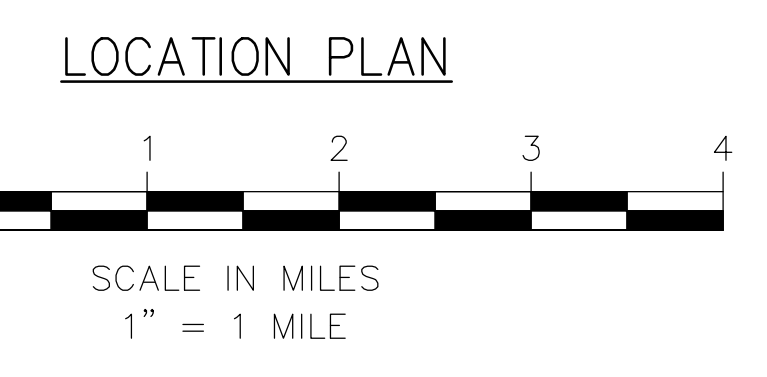 LOCATION PLAN
1 2 3 4
SCALE IN MILES
1” = 1 MILE